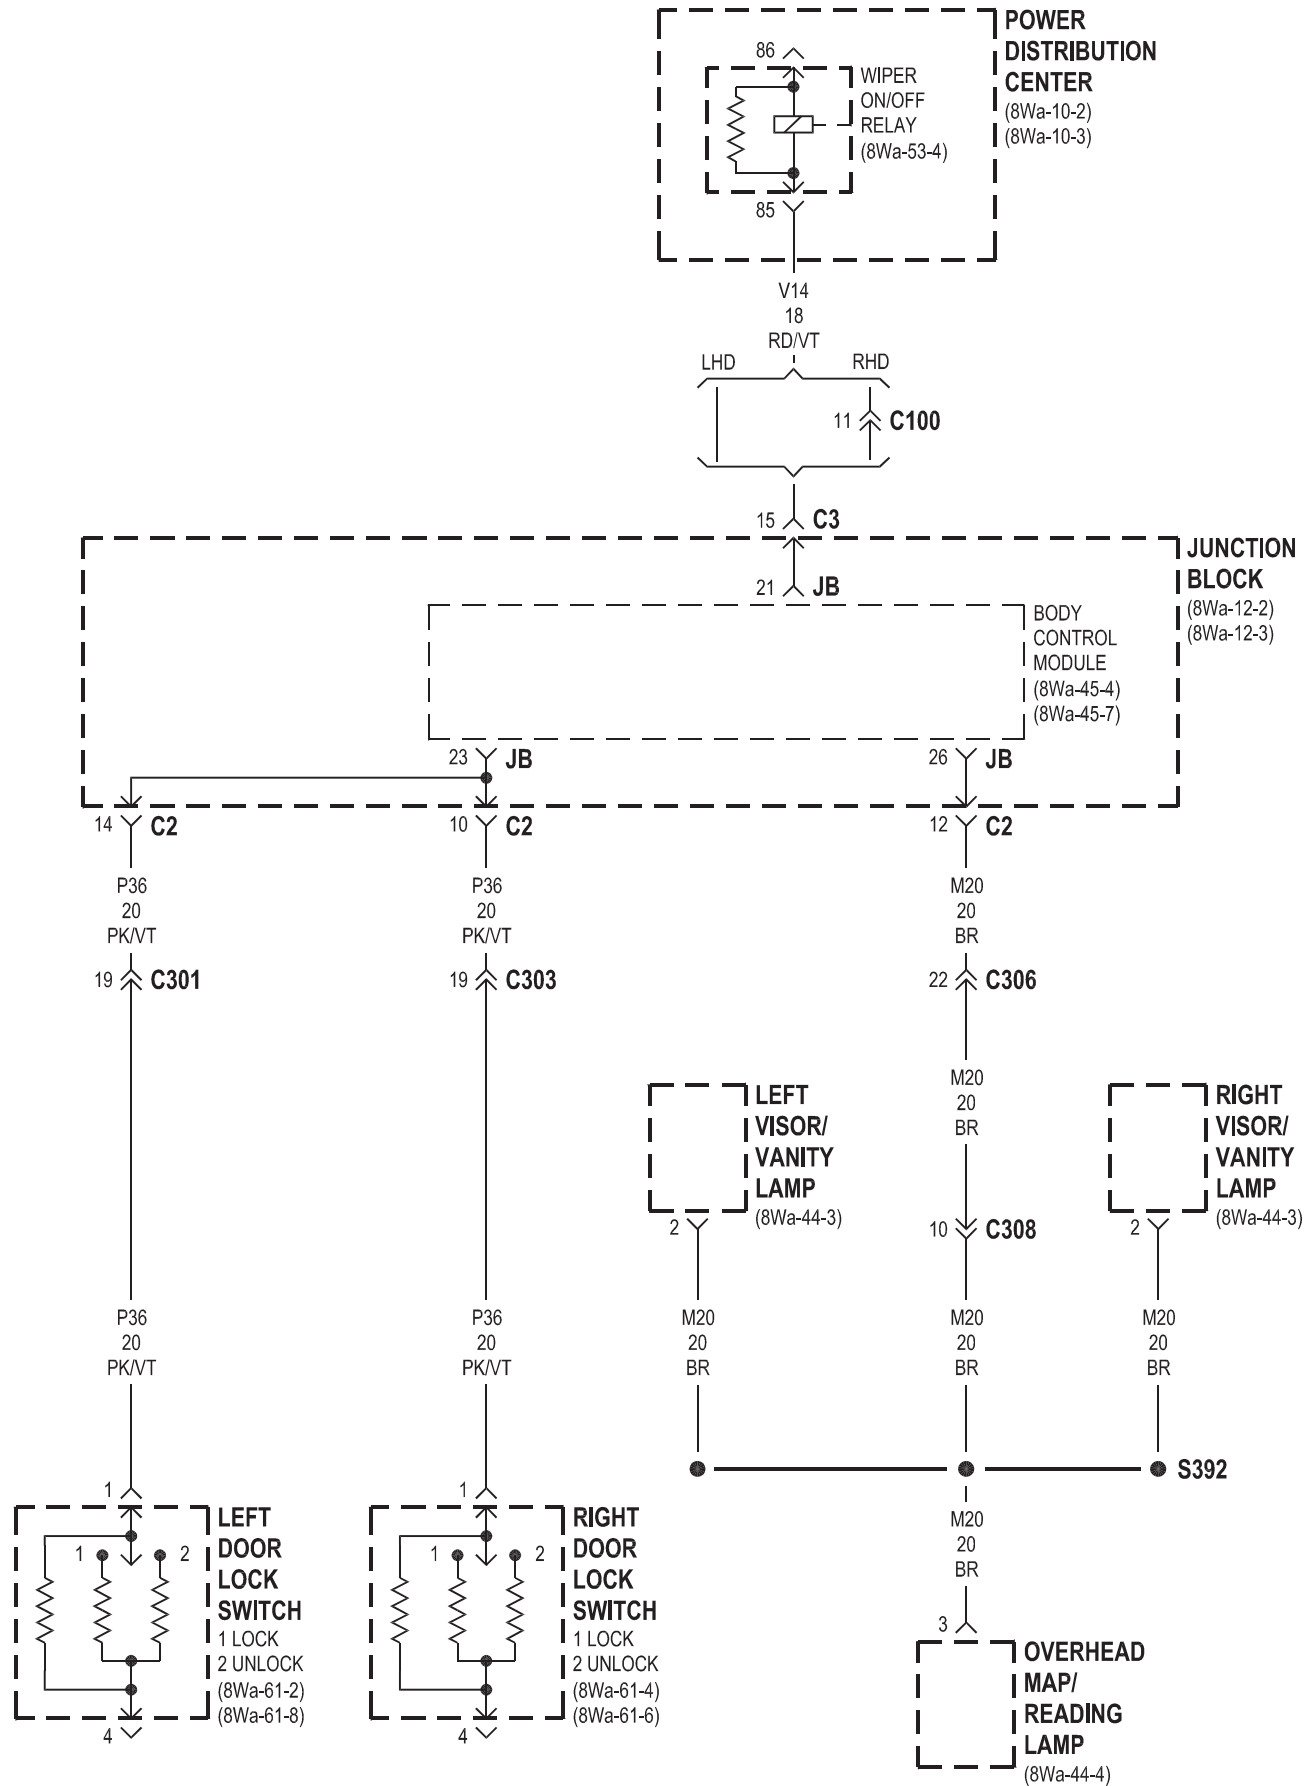 POWER
DISTRIBUTION
CENTER
(8Wa-10-2)
(8Wa-10-3)
86
WIPER
ON/OFF
RELAY
(8Wa-53-4)
85
V14
18
RD/VT
LHD
RHD
11
C100
15
C3
JUNCTION
BLOCK
(8Wa-12-2)
(8Wa-12-3)
21
JB
BODY
CONTROL
MODULE
(8Wa-45-4)
(8Wa-45-7)
23
JB
26
JB
14
C2
10
C2
12
C2
P36
20
PK/VT
P36
20
PK/VT
M20
20
BR
19
C301
19
C303
22
C306
M20
20
BR
LEFT
VISOR/
VANITY
LAMP
(8Wa-44-3)
RIGHT
VISOR/
VANITY
LAMP
(8Wa-44-3)
2
10
C308
2
P36
20
PK/VT
P36
20
PK/VT
M20
20
BR
M20
20
BR
M20
20
BR
S392
1
LEFT
DOOR
LOCK
SWITCH
1 LOCK
2 UNLOCK
(8Wa-61-2)
(8Wa-61-8)
1
2
4
1
RIGHT
DOOR
LOCK
SWITCH
1 LOCK
2 UNLOCK
(8Wa-61-4)
(8Wa-61-6)
1
2
4
M20
20
BR
3
OVERHEAD
MAP/
READING
LAMP
(8Wa-44-4)